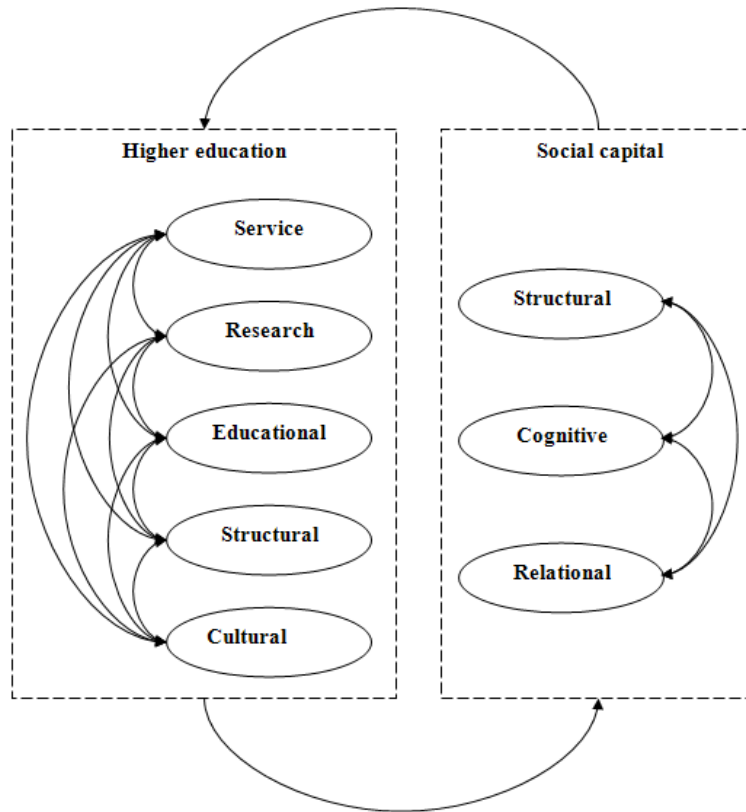 Higher education
Service
Research
Educational
Structural
Cultural
Social capital
Structural
Cognitive
Relational